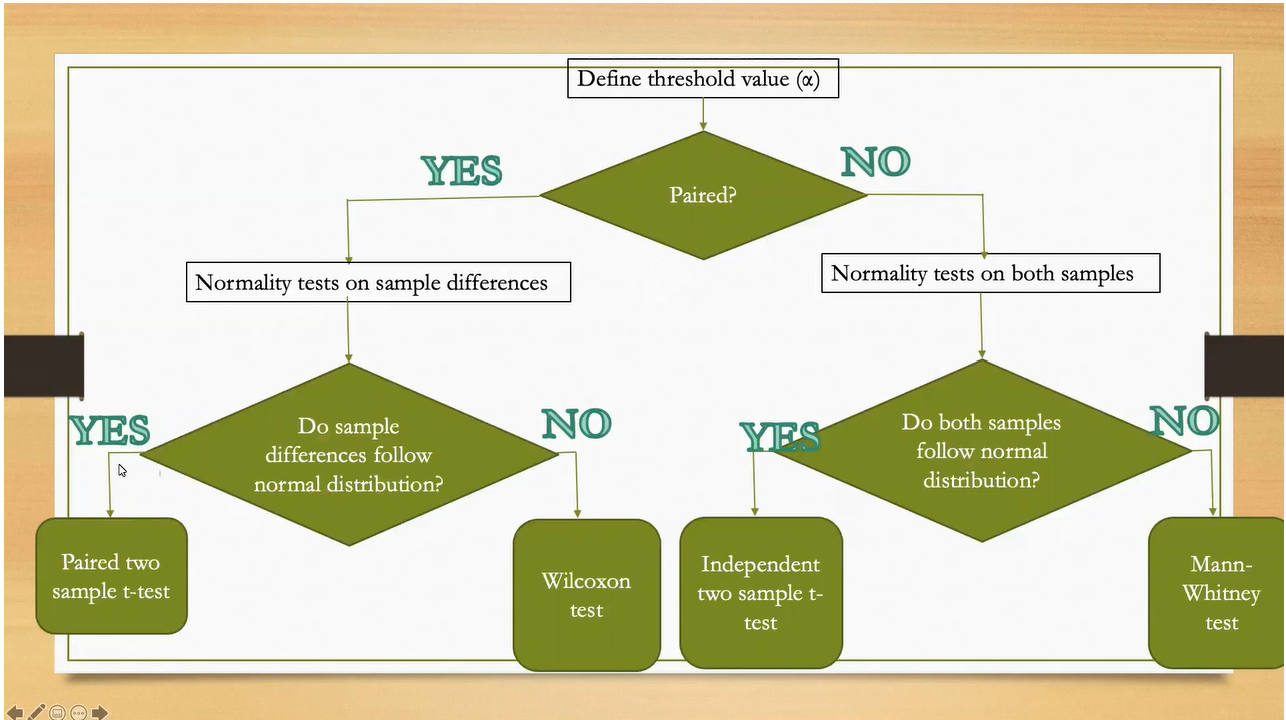 Define threshold value (α)
YES
NO
Paired?
Normality tests on sample differences
Normality tests on both samples
YES
Do sample
differences follow
normal distribution?
NO
YES
Do both samples
follow normal
distribution?
NO
Paired two
sample t-test
Wilcoxon
test
Independent
two sample t-
test
Mann-
Whitney
test